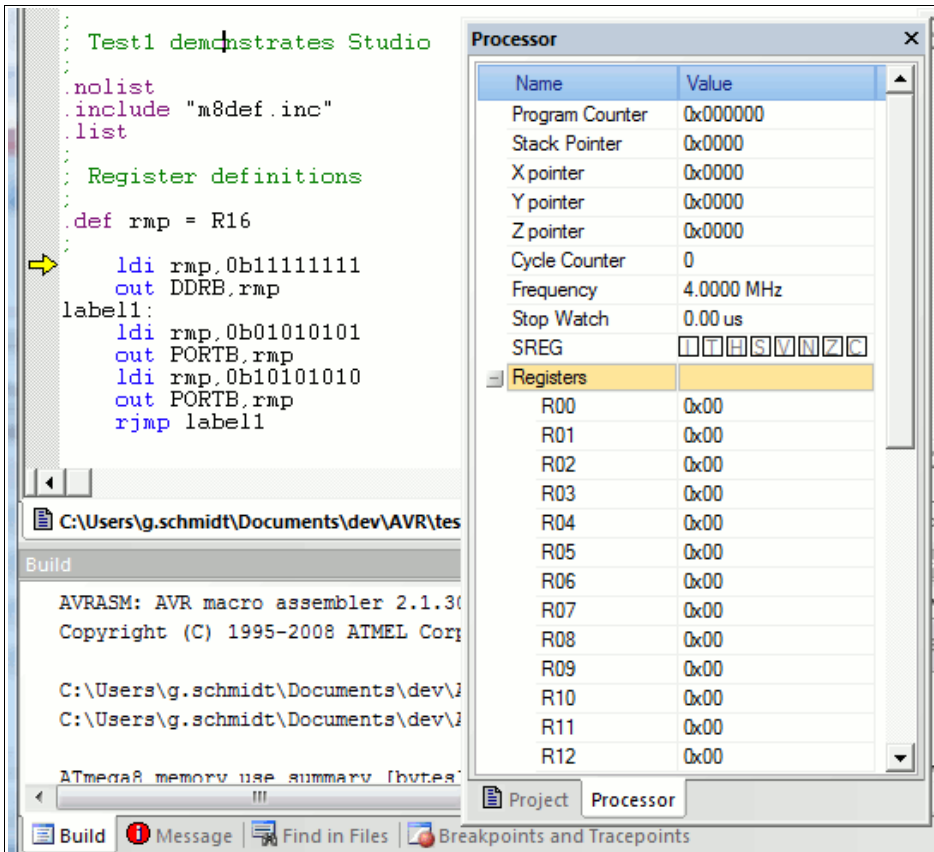 ;
; Test1 demonstrates Studio
;
.nolist
.include "m8def.inc"
.list
;
; Register definitions
;
.def rmp = R16
;
ldi rmp,0b11111111
out DDRB,rmp
label1:
ldi rmp,0b01010101
out PORTB,rmp
ldi rmp,0b10101010
out PORTB,rmp
rjmp label1
C:\Users\g.schmidt\Documents\dev\AVR\tes
Build
AVRASM: AVR macro assembler 2.1.30
Copyright (C) 1995-2008 ATMEL Corp
C:\Users\g.schmidt\Documents\dev\A
C:\Users\g.schmidt\Documents\dev\A
ATmega8 memory use summary [bytes]
Build Message Find in Files Breakpoints and Tracepoints
Processor
Name Value
Program Counter 0x000000
Stack Pointer 0x0000
X pointer 0x0000
Y pointer 0x0000
Z pointer 0x0000
Cycle Counter 0
Frequency 4.0000 MHz
Stop Watch 0.00 us
SREG I T H S V N Z C
Registers
R00 0x00
R01 0x00
R02 0x00
R03 0x00
R04 0x00
R05 0x00
R06 0x00
R07 0x00
R08 0x00
R09 0x00
R10 0x00
R11 0x00
R12 0x00
Project Processor